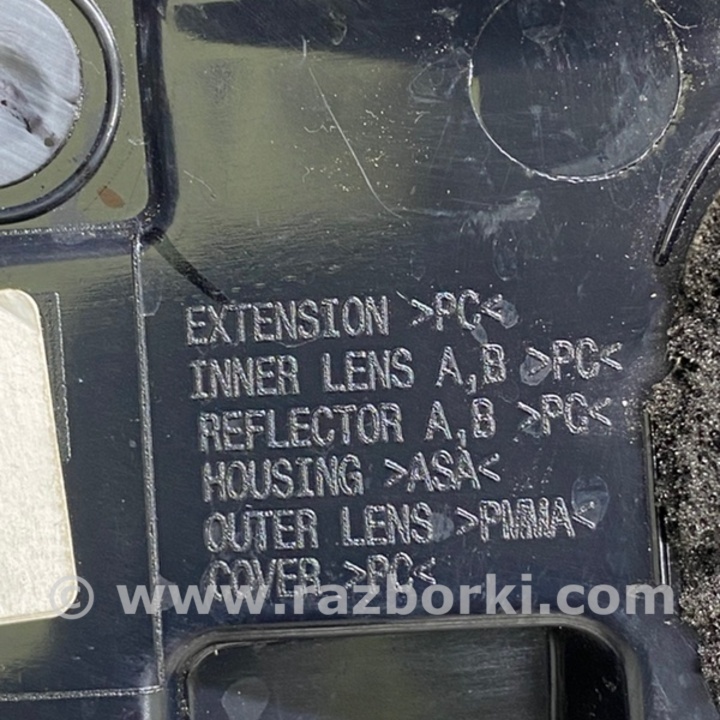 EXTENSION >PC<
INNER LENS A,B >PC<
REFLECTOR A,B >PC<
HOUSING >ASA<
OUTER LENS >PMMA<
COVER >PC<
© www.razborki.com